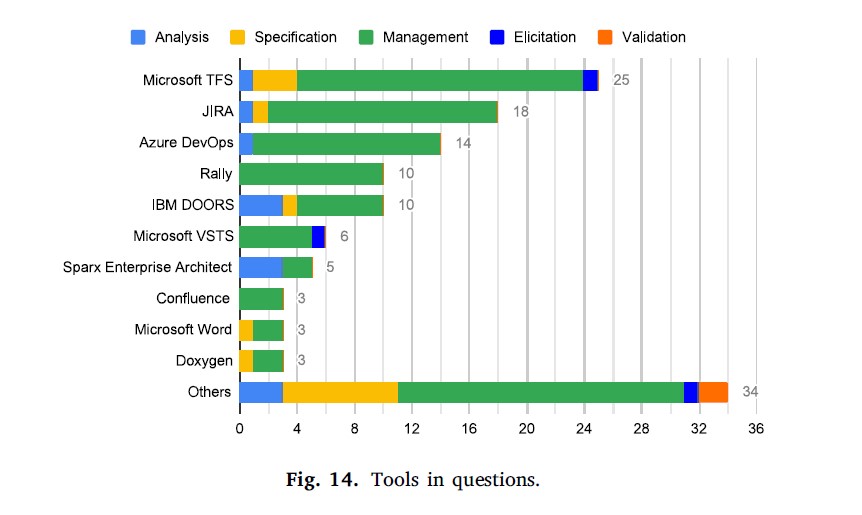 Analysis Specification Management Elicitation Validation
Microsoft TFS 25
JIRA 18
Azure DevOps 14
Rally 10
IBM DOORS 10
Microsoft VSTS 6
Sparx Enterprise Architect 5
Confluence 3
Microsoft Word 3
Doxygen 3
Others 34
0 4 8 12 16 20 24 28 32 36
Fig. 14. Tools in questions.